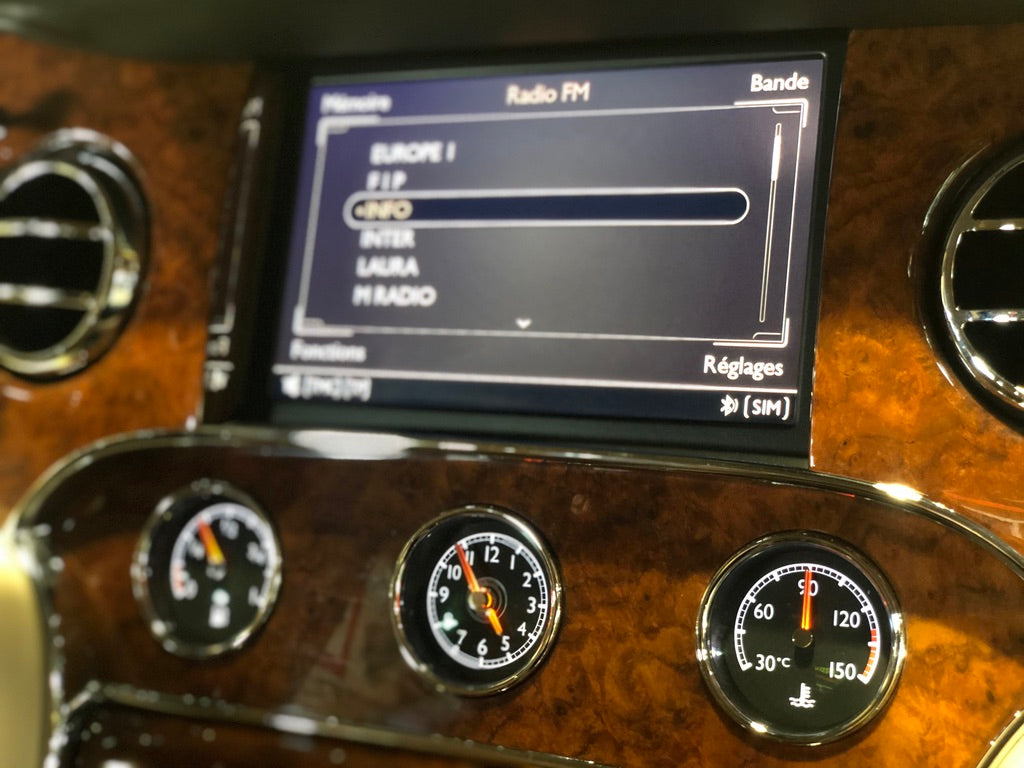 Mémoire
Radio FM
Bande
EUROPE 1
FIP
INFO
INTER
LAURA
M RADIO
Fonctions
Réglages
[SIM]
12
1
2
3
4
5
6
7
9
10
11
30°C
60
90
120
150